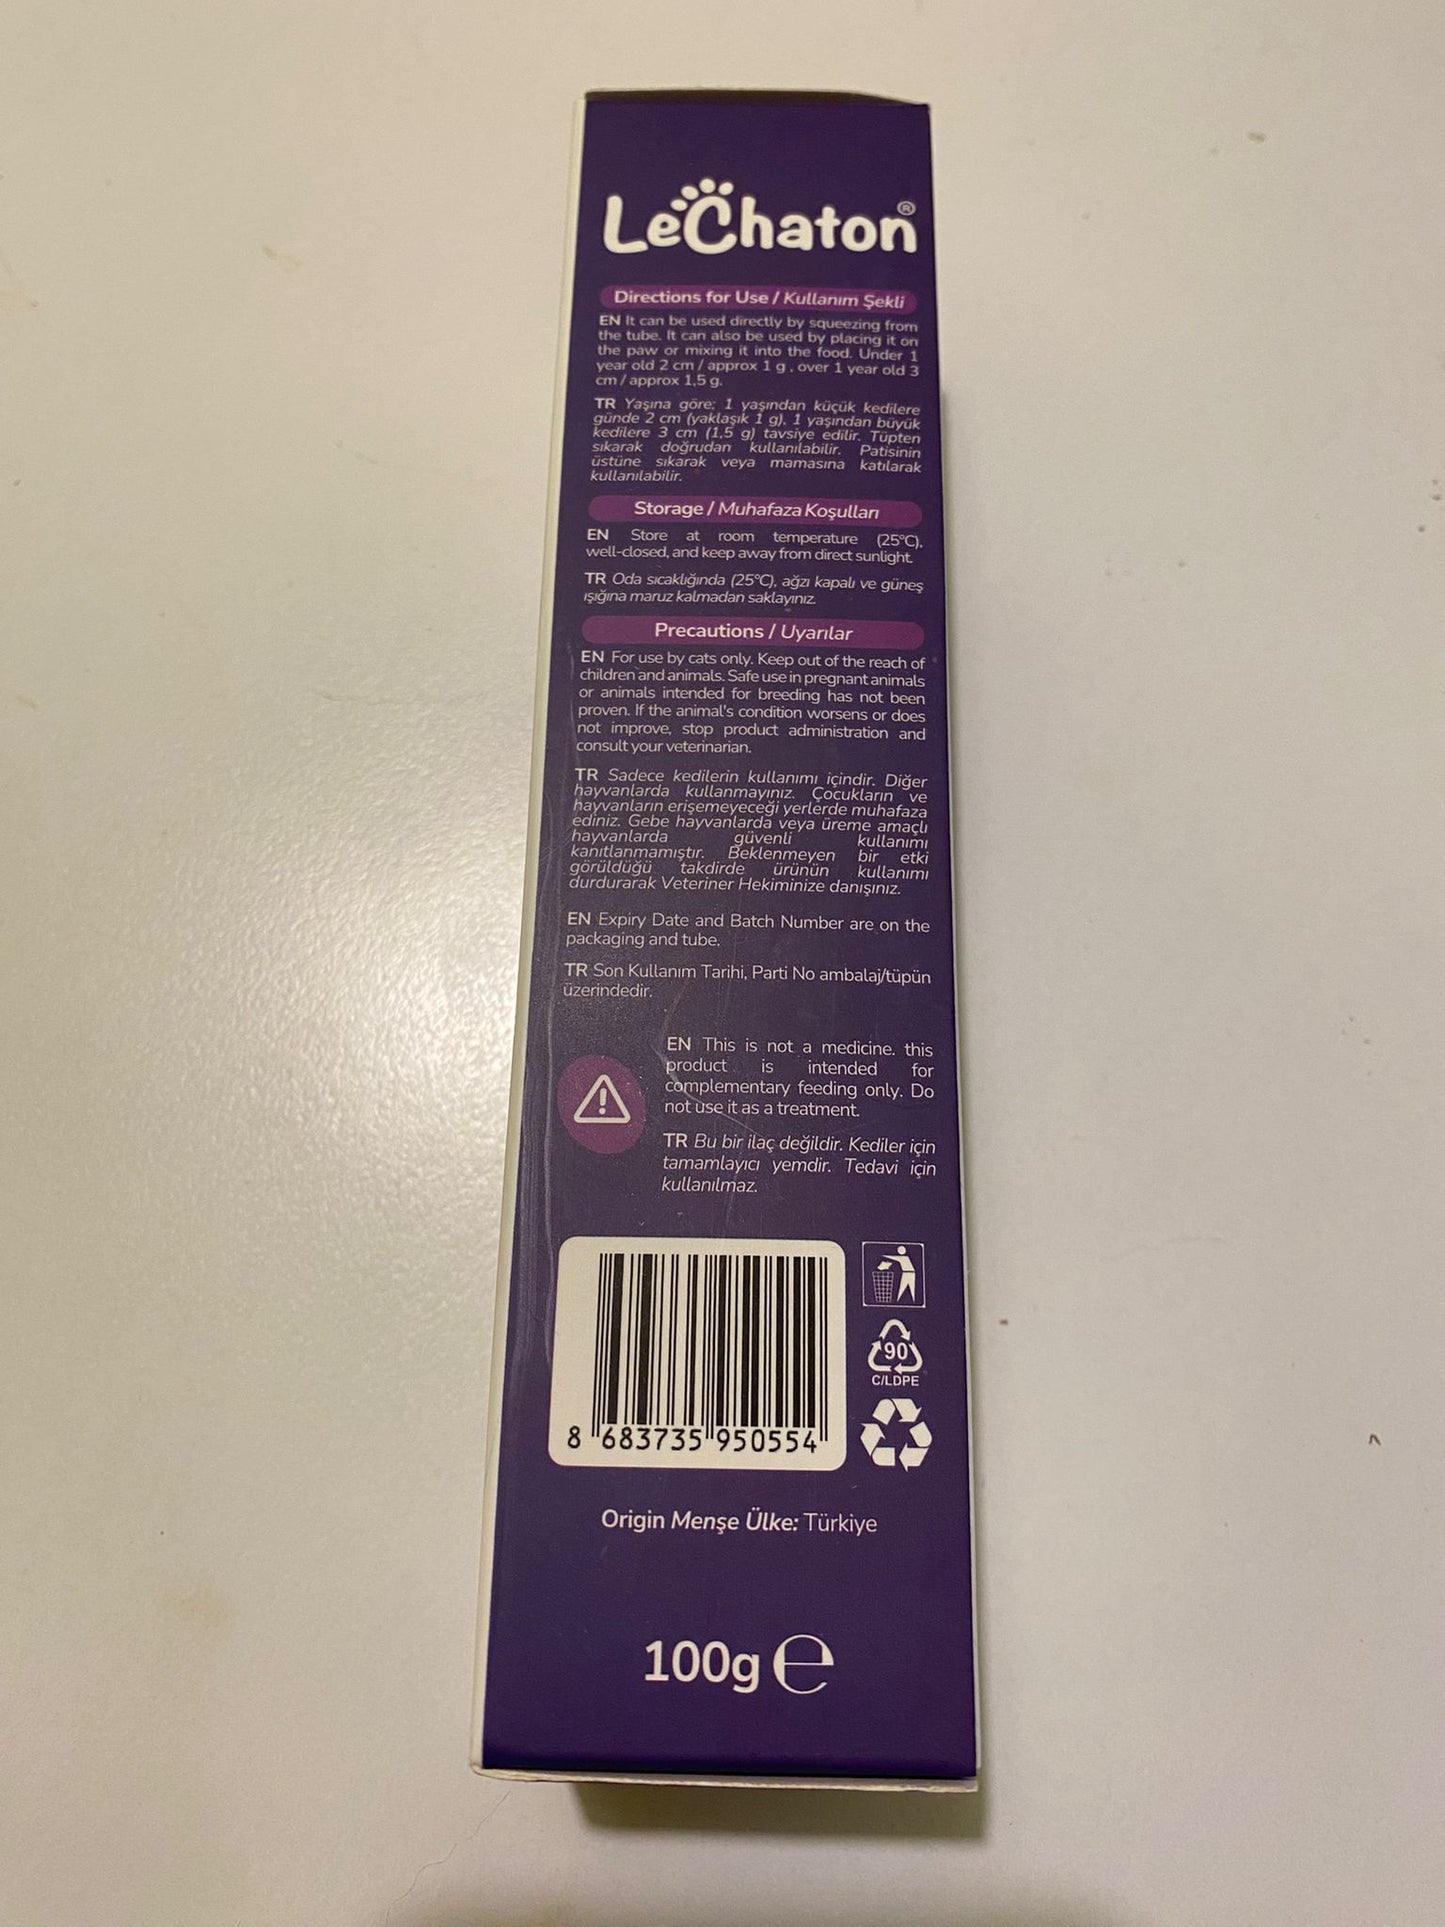 LeChaton®
Directions for Use / Kullanım Şekli
EN It can be used directly by squeezing from
the tube. It can also be used by placing it on
the paw or mixing it into the food. Under 1
year old 2 cm / approx 1 g , over 1 year old 3
cm / approx 1,5 g.
TR Yaşına göre; 1 yaşından küçük kedilere
günde 2 cm (yaklaşık 1 g), 1 yaşından büyük
kedilere 3 cm (1,5 g) tavsiye edilir. Tüpten
sıkarak doğrudan kullanılabilir. Patisinin
üstüne sıkarak veya mamasına katılarak
kullanılabilir.
Storage / Muhafaza Koşulları
EN Store at room temperature (25°C),
well-closed, and keep away from direct sunlight.
TR Oda sıcaklığında (25°C), ağzı kapalı ve güneş
ışığına maruz kalmadan saklayınız.
Precautions / Uyarılar
EN For use by cats only. Keep out of the reach of
children and animals. Safe use in pregnant animals
or animals intended for breeding has not been
proven. If the animal's condition worsens or does
not improve, stop product administration and
consult your veterinarian.
TR Sadece kedilerin kullanımı içindir. Diğer
hayvanlarda kullanmayınız. Çocukların ve
hayvanların erişemeyeceği yerlerde muhafaza
ediniz. Gebe hayvanlarda veya üreme amaçlı
hayvanlarda güvenli kullanımı
kanıtlanmamıştır. Beklenmeyen bir etki
görüldüğü takdirde ürünün kullanımı
durdurarak Veteriner Hekiminize danışınız.
EN Expiry Date and Batch Number are on the
packaging and tube.
TR Son Kullanım Tarihi, Parti No ambalaj/tüpün
üzerindedir.
EN This is not a medicine. this
product is intended for
complementary feeding only. Do
not use it as a treatment.
TR Bu bir ilaç değildir. Kediler için
tamamlayıcı yemdir. Tedavi için
kullanılmaz.
90
C/LDPE
8 683735 950554
Origin Menşe Ülke: Türkiye
100g ℮